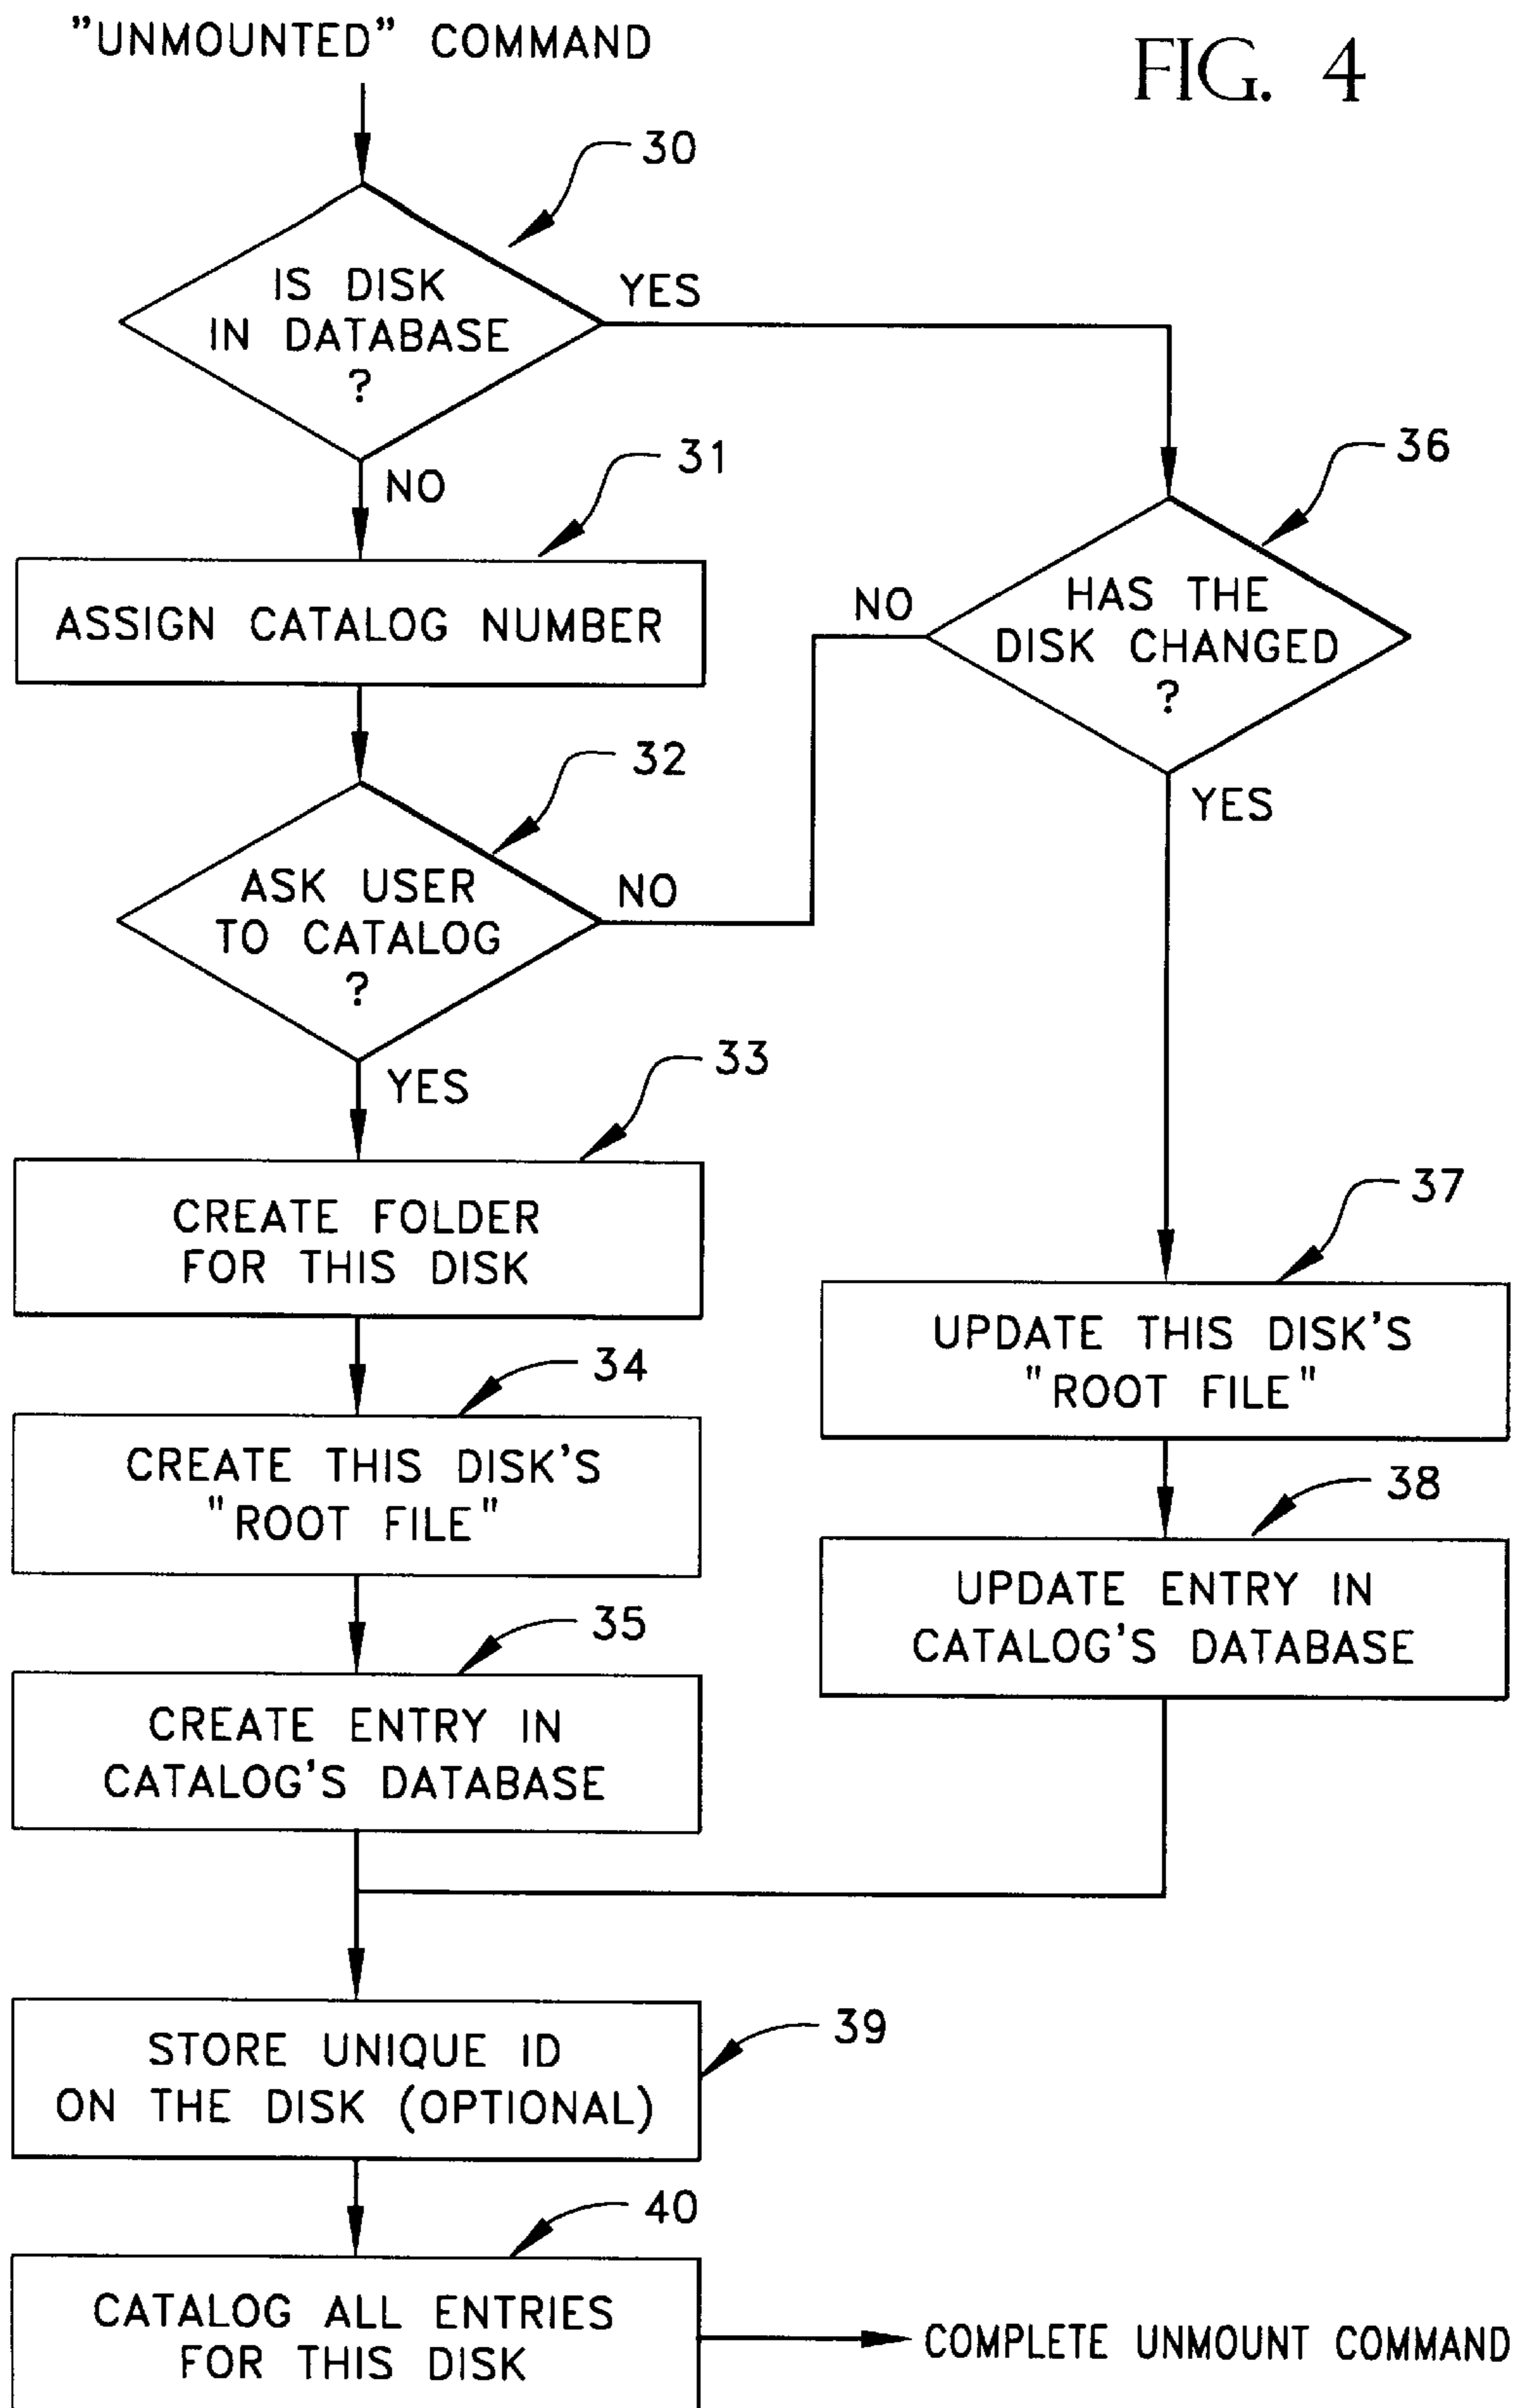 "UNMOUNTED" COMMAND
FIG. 4
30
IS DISK
IN DATABASE
?
YES
NO
31
ASSIGN CATALOG NUMBER
36
HAS THE
DISK CHANGED
?
NO
YES
32
ASK USER
TO CATALOG
?
NO
YES
33
CREATE FOLDER
FOR THIS DISK
34
CREATE THIS DISK'S
"ROOT FILE"
35
CREATE ENTRY IN
CATALOG'S DATABASE
37
UPDATE THIS DISK'S
"ROOT FILE"
38
UPDATE ENTRY IN
CATALOG'S DATABASE
39
STORE UNIQUE ID
ON THE DISK (OPTIONAL)
40
CATALOG ALL ENTRIES
FOR THIS DISK
COMPLETE UNMOUNT COMMAND